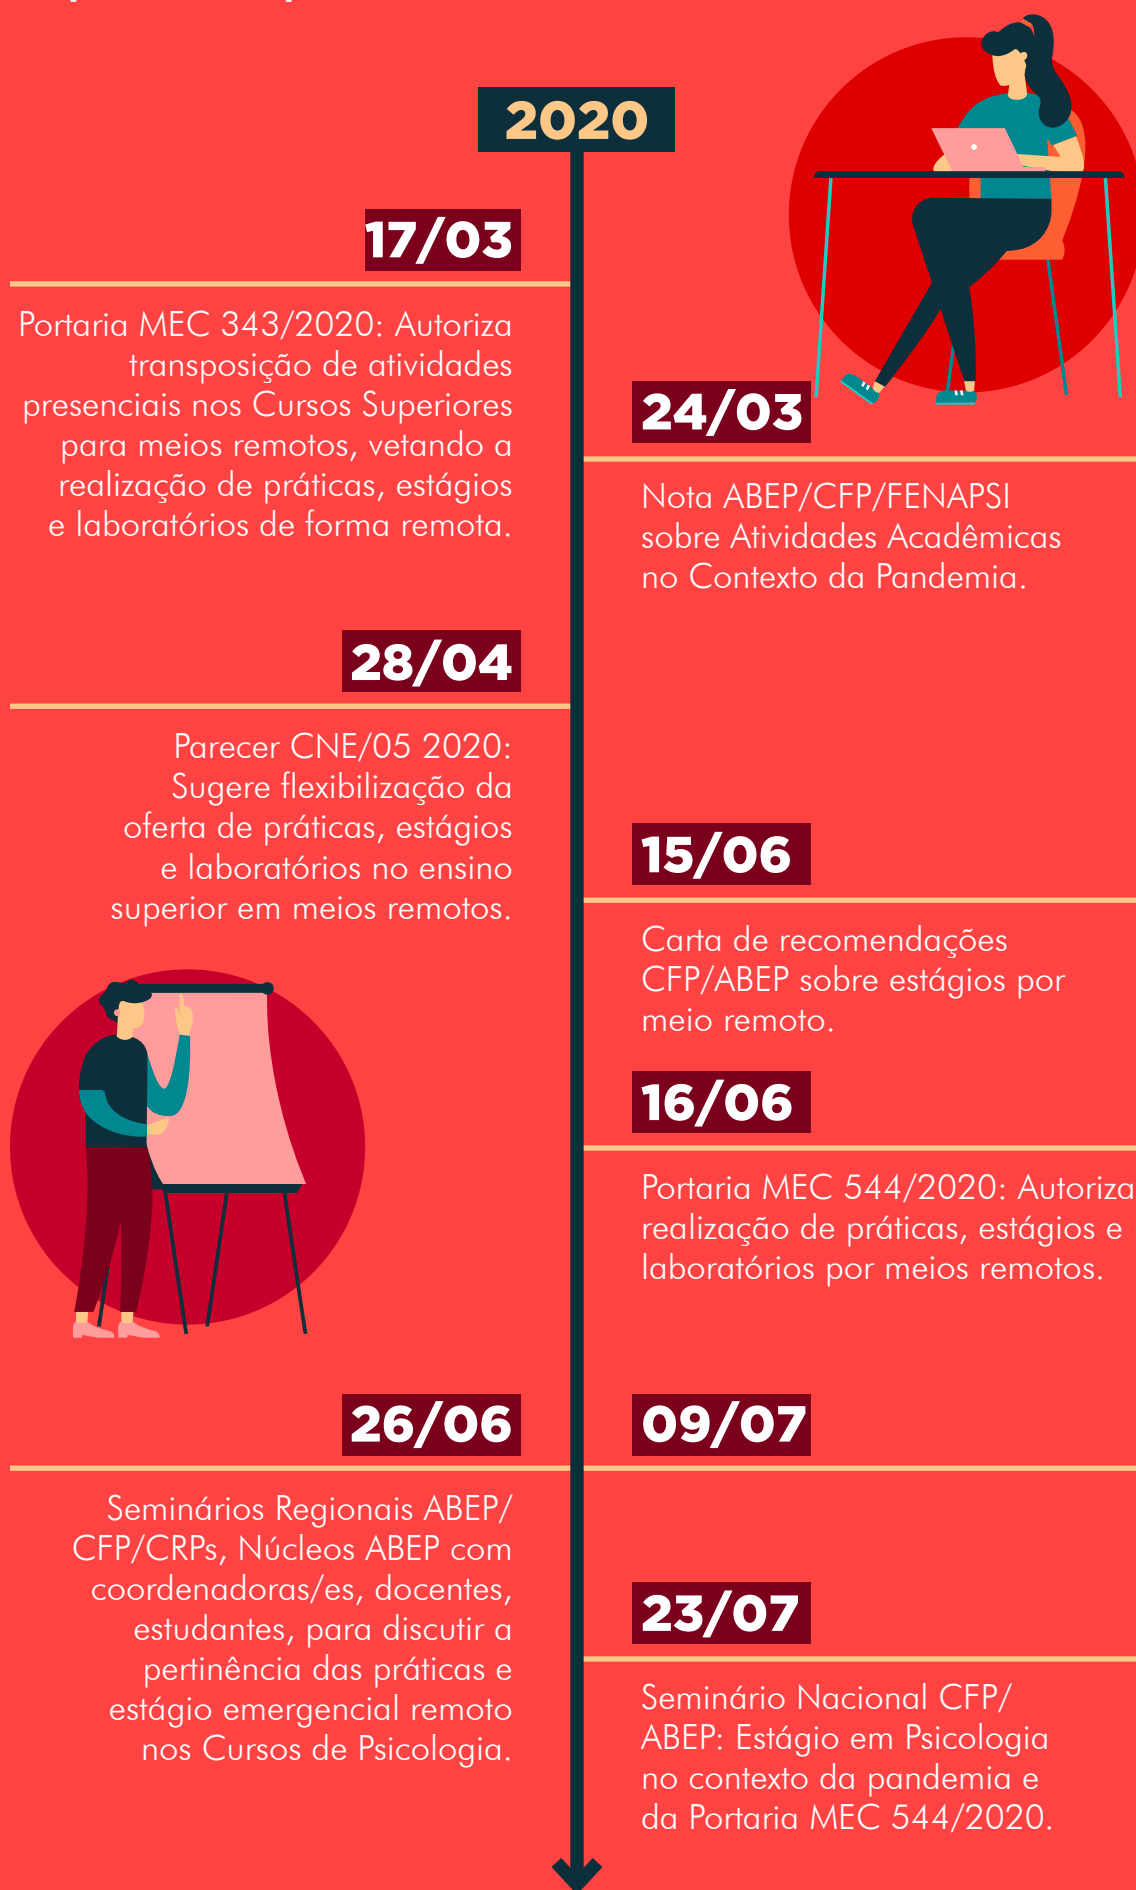 2020
17/03
Portaria MEC 343/2020: Autoriza
transposição de atividades
presenciais nos Cursos Superiores
para meios remotos, vetando a
realização de práticas, estágios
e laboratórios de forma remota.
24/03
Nota ABEP/CFP/FENAPSI
sobre Atividades Acadêmicas
no Contexto da Pandemia.
28/04
Parecer CNE/05 2020:
Sugere flexibilização da
oferta de práticas, estágios
e laboratórios no ensino
superior em meios remotos.
15/06
Carta de recomendações
CFP/ABEP sobre estágios por
meio remoto.
16/06
Portaria MEC 544/2020: Autoriza
realização de práticas, estágios e
laboratórios por meios remotos.
26/06
09/07
Seminários Regionais ABEP/
CFP/CRPs, Núcleos ABEP com
coordenadoras/es, docentes,
estudantes, para discutir a
pertinência das práticas e
estágio emergencial remoto
nos Cursos de Psicologia.
23/07
Seminário Nacional CFP/
ABEP: Estágio em Psicologia
no contexto da pandemia e
da Portaria MEC 544/2020.